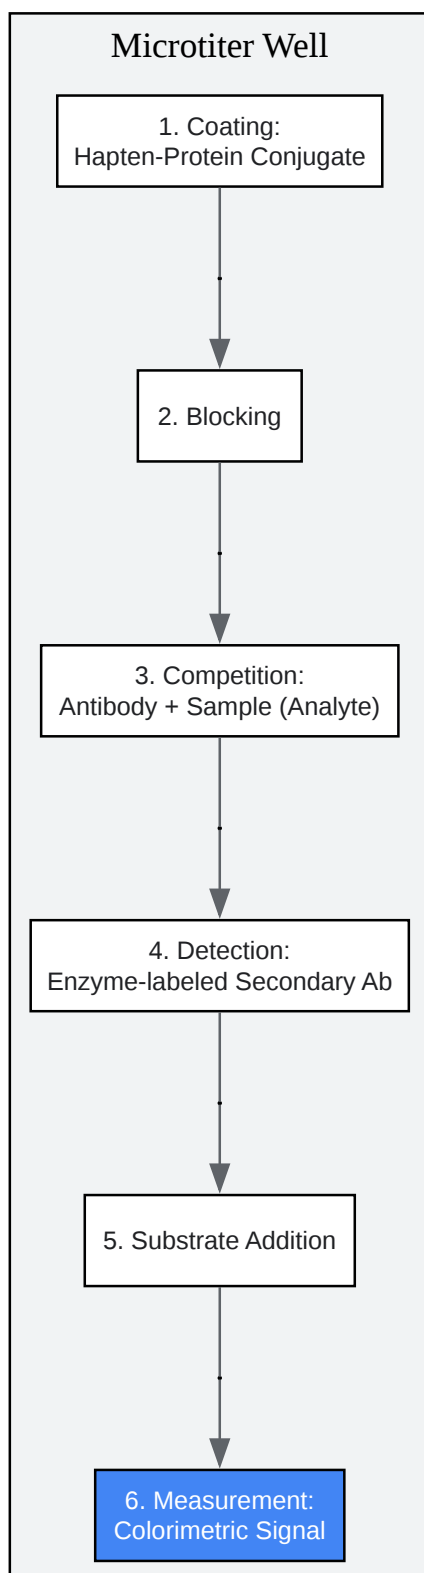 Microtiter Well
1. Coating:
Hapten-Protein Conjugate
2. Blocking
3. Competition:
Antibody + Sample (Analyte)
4. Detection:
Enzyme-labeled Secondary Ab
5. Substrate Addition
6. Measurement:
Colorimetric Signal